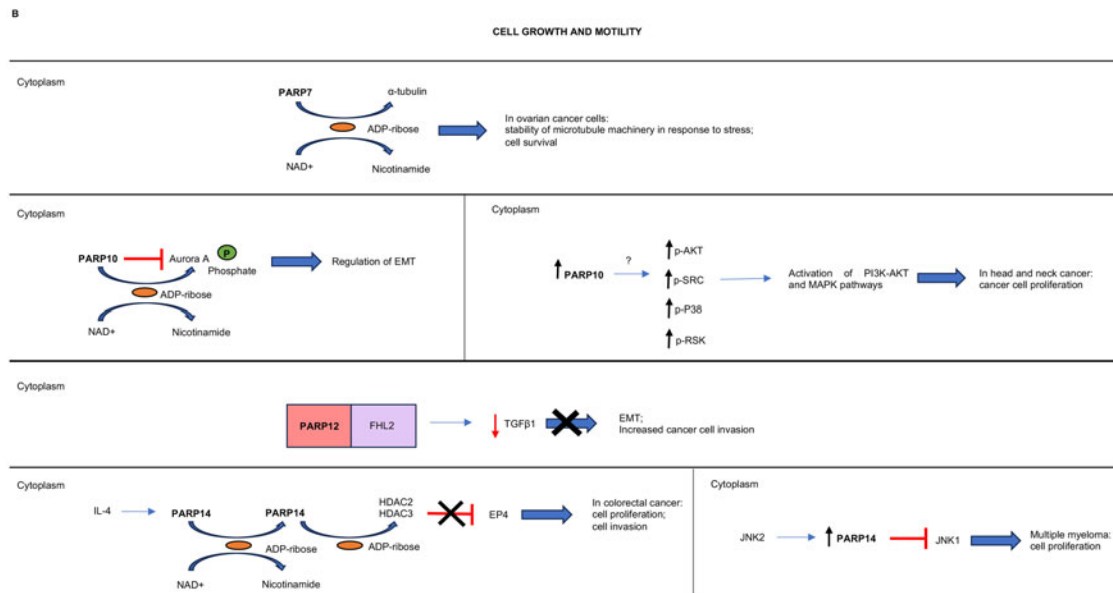 B
CELL GROWTH AND MOTILITY
Cytoplasm
PARP7
α-tubulin
ADP-ribose
NAD+
Nicotinamide
In ovarian cancer cells:
stability of microtubule machinery in response to stress;
cell survival
Cytoplasm
PARP10
Aurora A
P
Phosphate
ADP-ribose
NAD+
Nicotinamide
Regulation of EMT
Cytoplasm
PARP10
?
p-AKT
p-SRC
p-P38
p-RSK
Activation of PI3K-AKT
and MAPK pathways
In head and neck cancer:
cancer cell proliferation
Cytoplasm
PARP12
FHL2
TGFβ1
EMT;
Increased cancer cell invasion
Cytoplasm
IL-4
PARP14
PARP14
HDAC2
HDAC3
ADP-ribose
ADP-ribose
NAD+
Nicotinamide
EP4
In colorectal cancer:
cell proliferation;
cell invasion
Cytoplasm
JNK2
PARP14
JNK1
Multiple myeloma:
cell proliferation